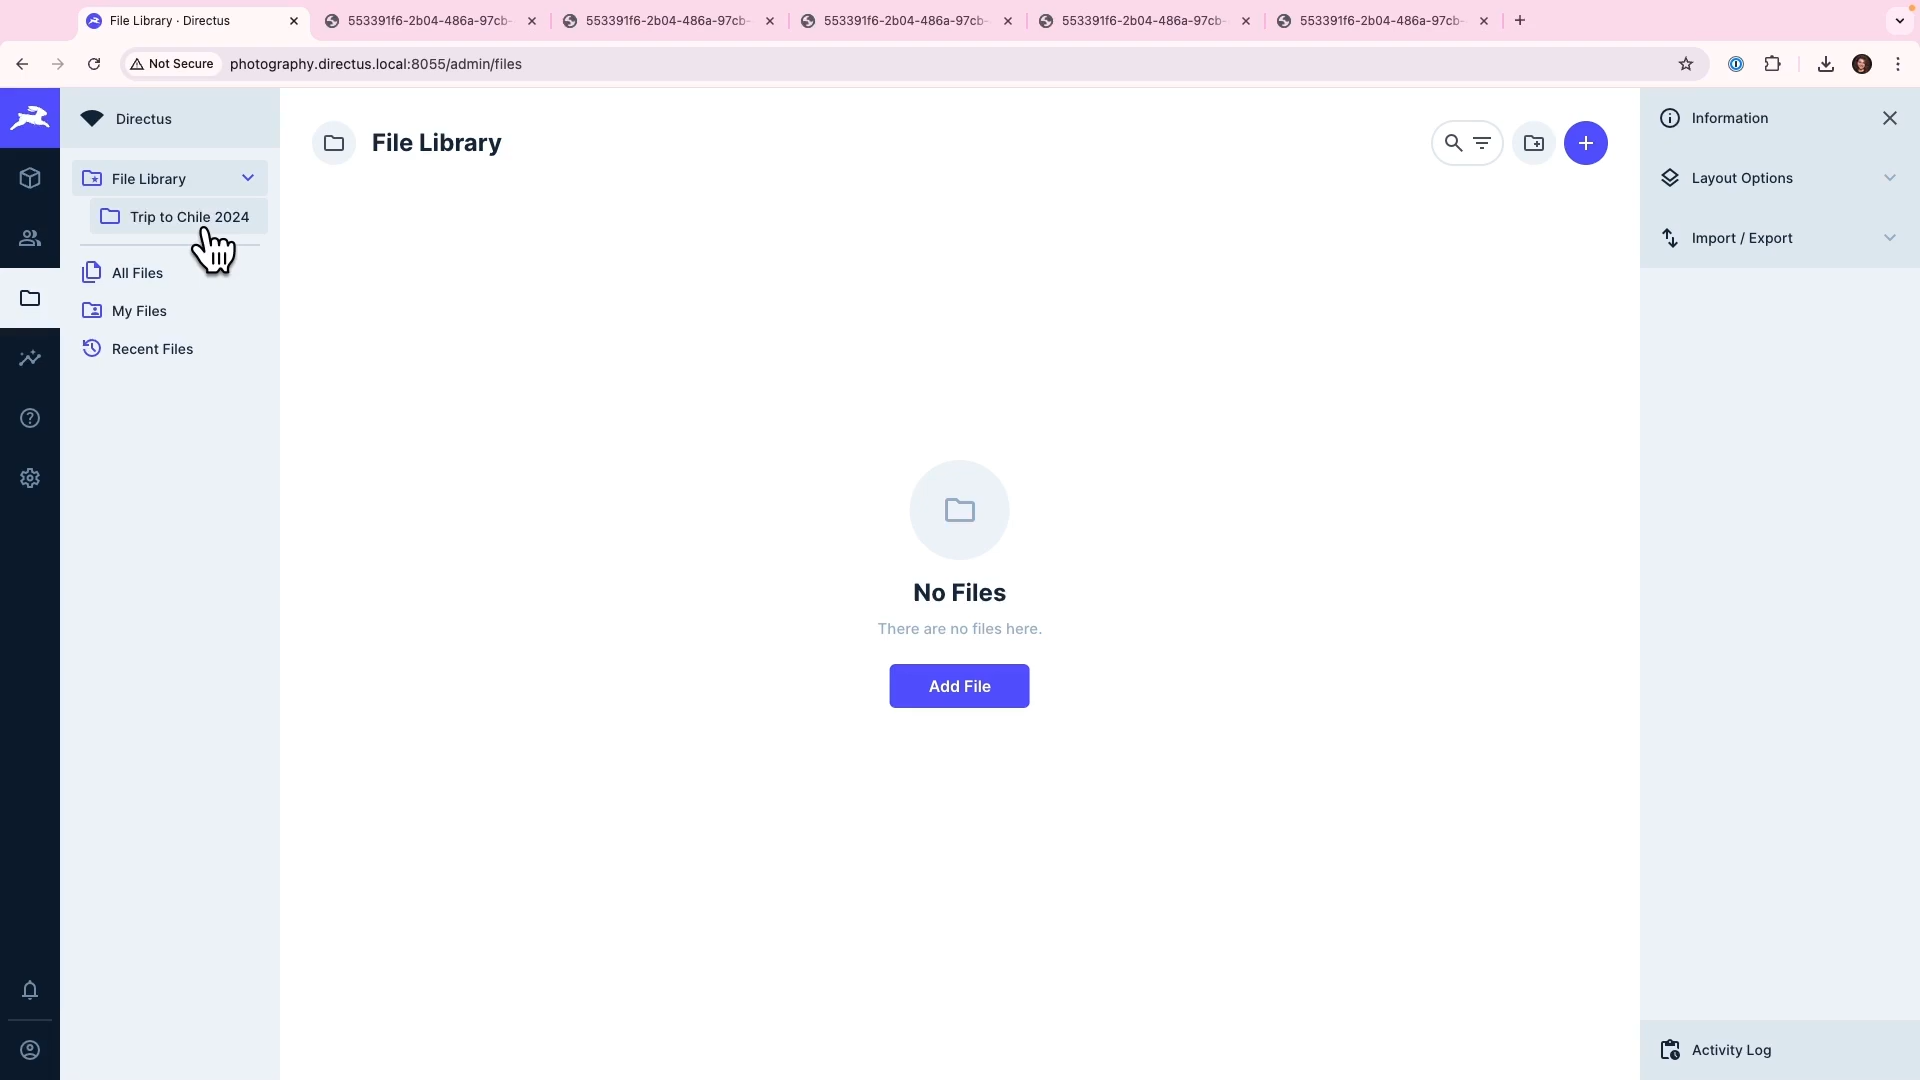 File Library · Directus
553391f6-2b04-486a-97cb-
553391f6-2b04-486a-97cb-
553391f6-2b04-486a-97cb-
553391f6-2b04-486a-97cb-
553391f6-2b04-486a-97cb-
Not Secure
photography.directus.local:8055/admin/files
Directus
File Library
Trip to Chile 2024
All Files
My Files
Recent Files
File Library
No Files
There are no files here.
Add File
Information
Layout Options
Import / Export
Activity Log